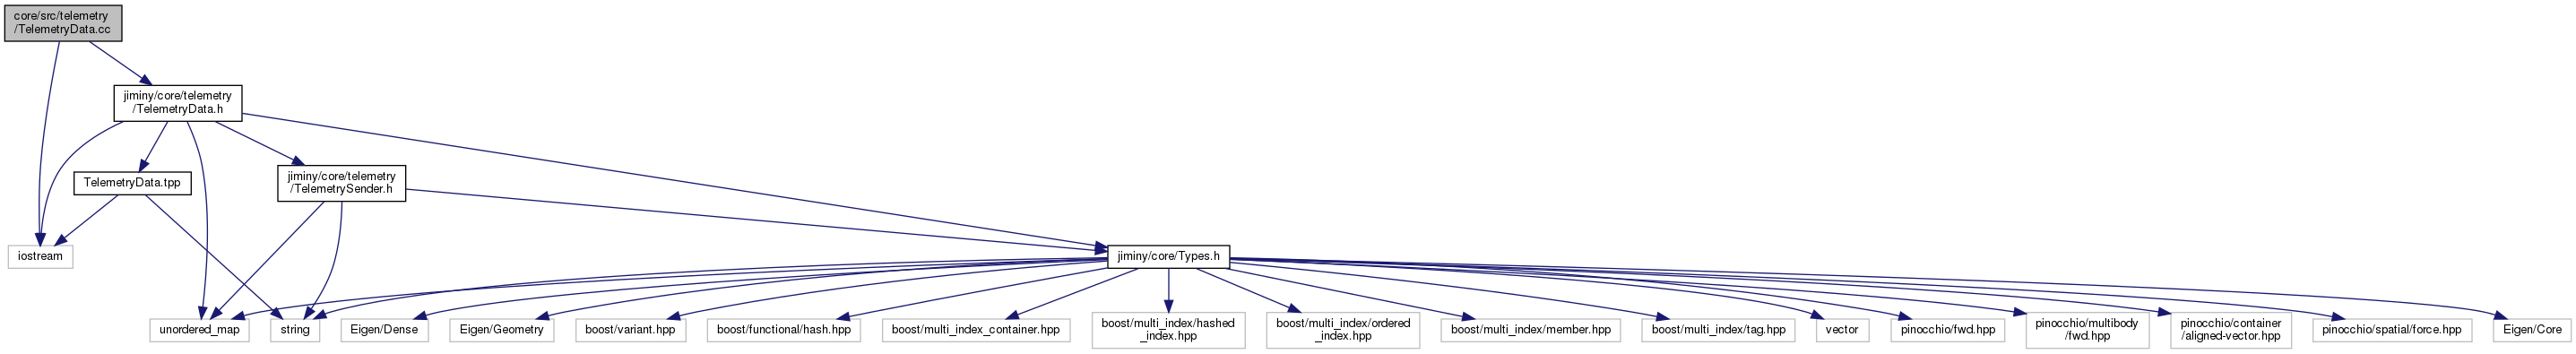 core/src/telemetry
/TelemetryData.cc
jiminy/core/telemetry
/TelemetryData.h
TelemetryData.tpp
jiminy/core/telemetry
/TelemetrySender.h
iostream
jiminy/core/Types.h
unordered_map
string
Eigen/Dense
Eigen/Geometry
boost/variant.hpp
boost/functional/hash.hpp
boost/multi_index_container.hpp
boost/multi_index/hashed
_index.hpp
boost/multi_index/ordered
_index.hpp
boost/multi_index/member.hpp
boost/multi_index/tag.hpp
vector
pinocchio/fwd.hpp
pinocchio/multibody
/fwd.hpp
pinocchio/container
/aligned-vector.hpp
pinocchio/spatial/force.hpp
Eigen/Core